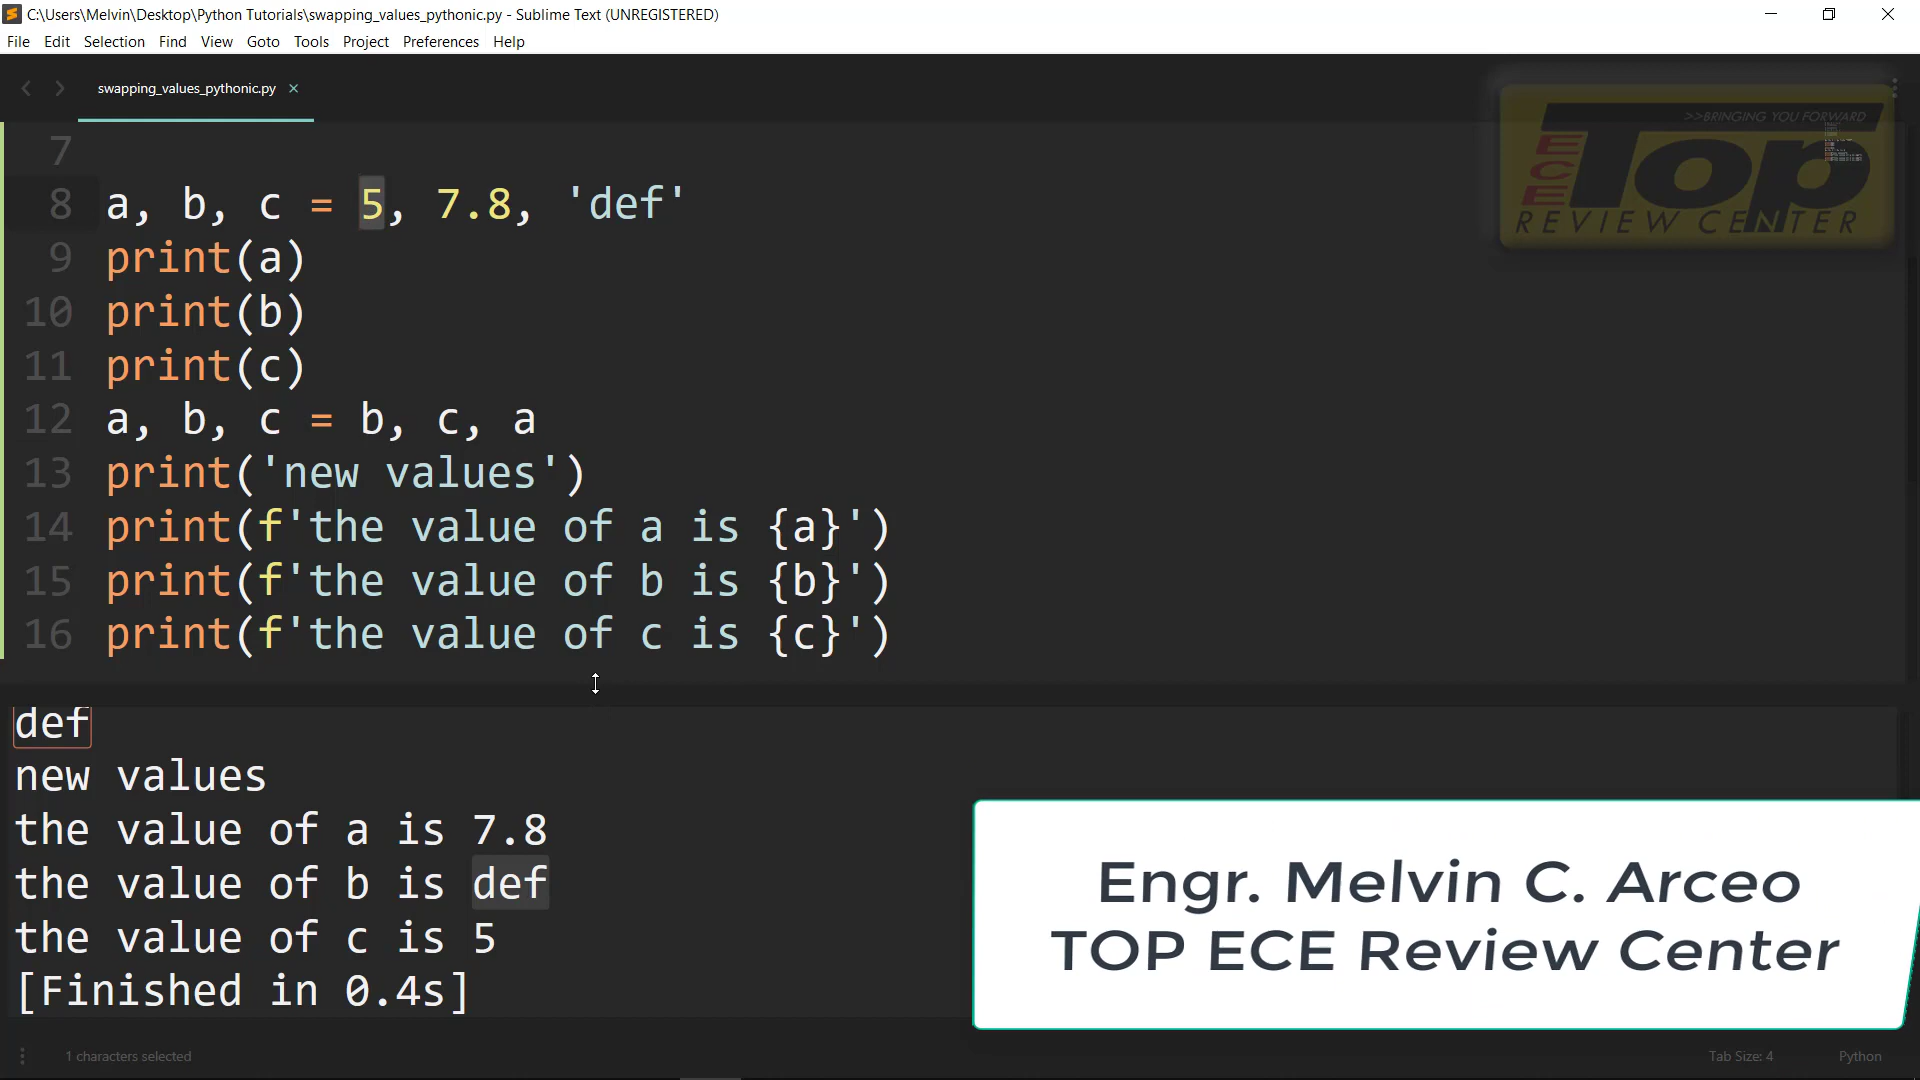 C:\Users\Melvin\Desktop\Python Tutorials\swapping_values_pythonic.py - Sublime Text (UNREGISTERED)
File Edit Selection Find View Goto Tools Project Preferences Help
swapping_values_pythonic.py ×
>>BRINGING YOU FORWARD
ECE Top
REVIEW CENTER
7
8 a, b, c = 5, 7.8, 'def'
9 print(a)
10 print(b)
11 print(c)
12 a, b, c = b, c, a
13 print('new values')
14 print(f'the value of a is {a}')
15 print(f'the value of b is {b}')
16 print(f'the value of c is {c}')
def
new values
the value of a is 7.8
the value of b is def
the value of c is 5
[Finished in 0.4s]
Engr. Melvin C. Arceo
TOP ECE Review Center
1 characters selected
Tab Size: 4 Python